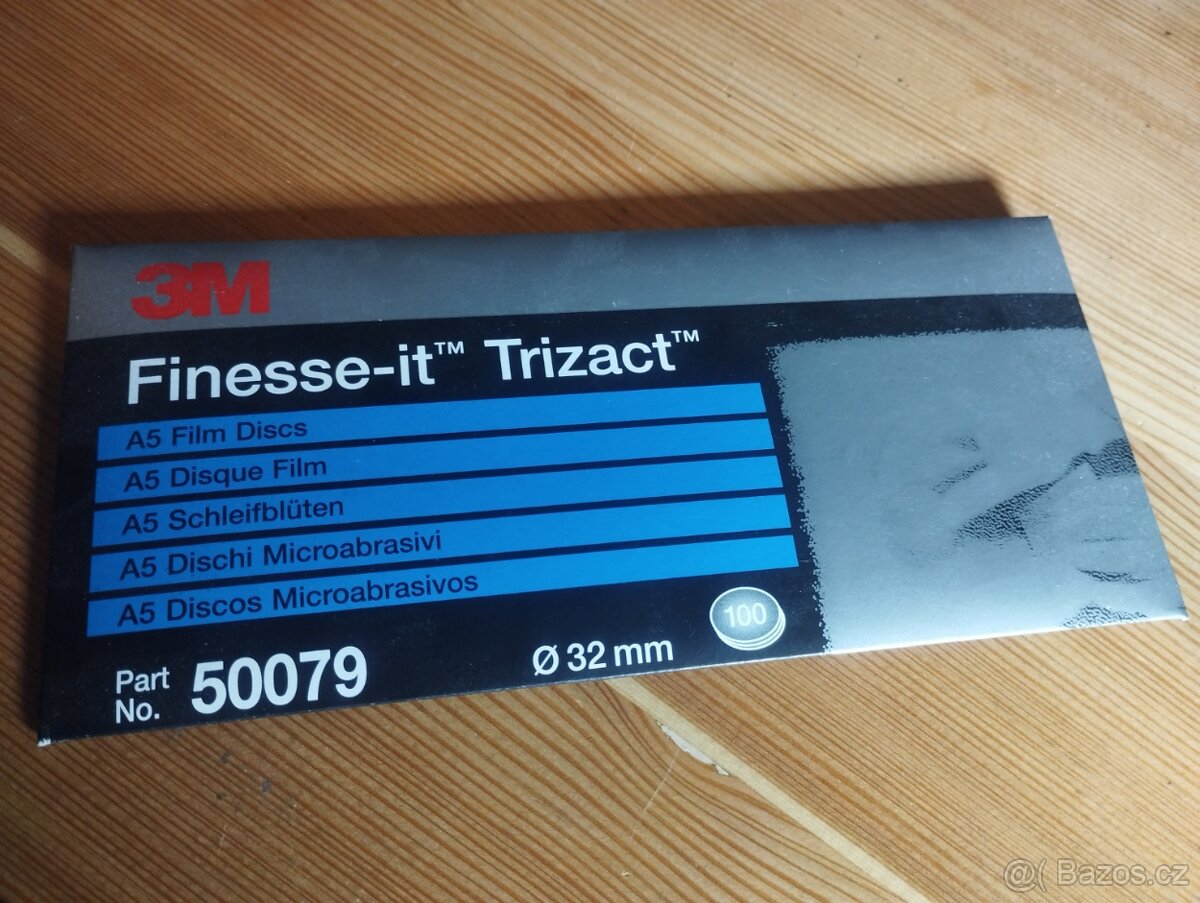 3M
Finesse-it™ Trizact™
A5 Film Discs
A5 Disque Film
A5 Schleifblüten
A5 Dischi Microabrasivi
A5 Discos Microabrasivos
Part No. 50079
Ø 32 mm
100
@( Bazos.cz